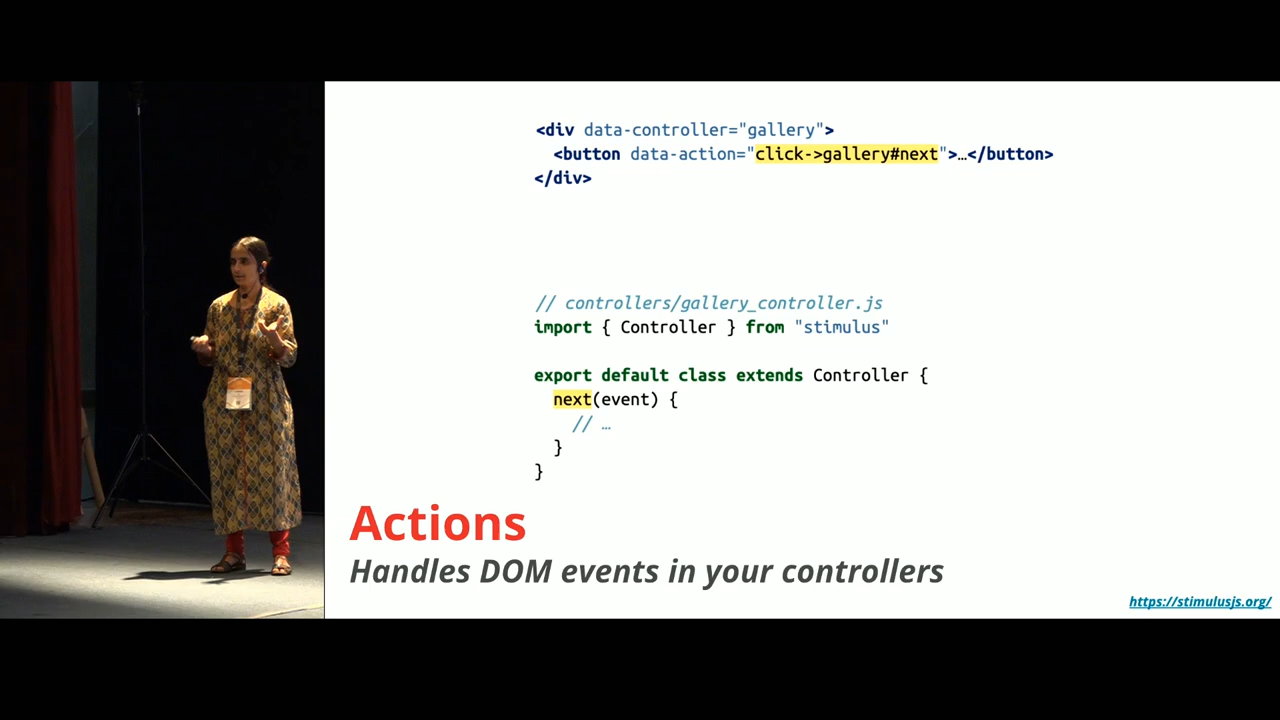 <div data-controller="gallery">
<button data-action="click->gallery#next">…</button>
</div>
// controllers/gallery_controller.js
import { Controller } from "stimulus"
export default class extends Controller {
next(event) {
// …
}
}
Actions
Handles DOM events in your controllers
https://stimulusjs.org/